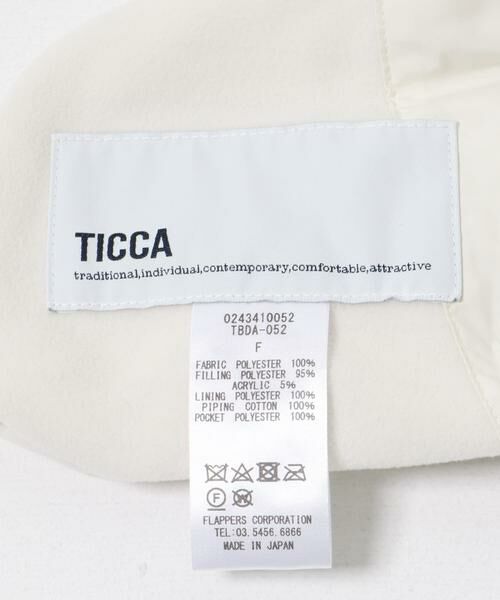 TICCA
traditional,individual,contemporary,comfortable,attractive
0243410052
TBDA-052
F
FABRIC POLYESTER 100%
FILLING POLYESTER 95%
ACRYLIC 5%
LINING POLYESTER 100%
PIPING COTTON 100%
POCKET POLYESTER 100%
FLAPPERS CORPORATION
TEL:03.5456.6866
MADE IN JAPAN